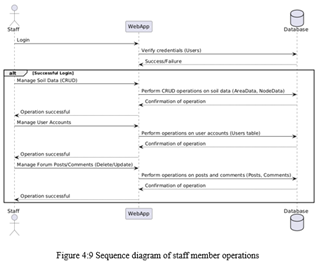 Staff
WebApp
Database
Login
Verify credentials (Users)
Success/Failure
alt [Successful Login]
Manage Soil Data (CRUD)
Perform CRUD operations on soil data (AreaData, NodeData)
Confirmation of operation
Operation successful
Manage User Accounts
Perform operations on user accounts (Users table)
Confirmation of operation
Operation successful
Manage Forum Posts/Comments (Delete/Update)
Perform operations on posts and comments (Posts, Comments)
Confirmation of operation
Operation successful
Staff
WebApp
Database
Figure 4:9 Sequence diagram of staff member operations